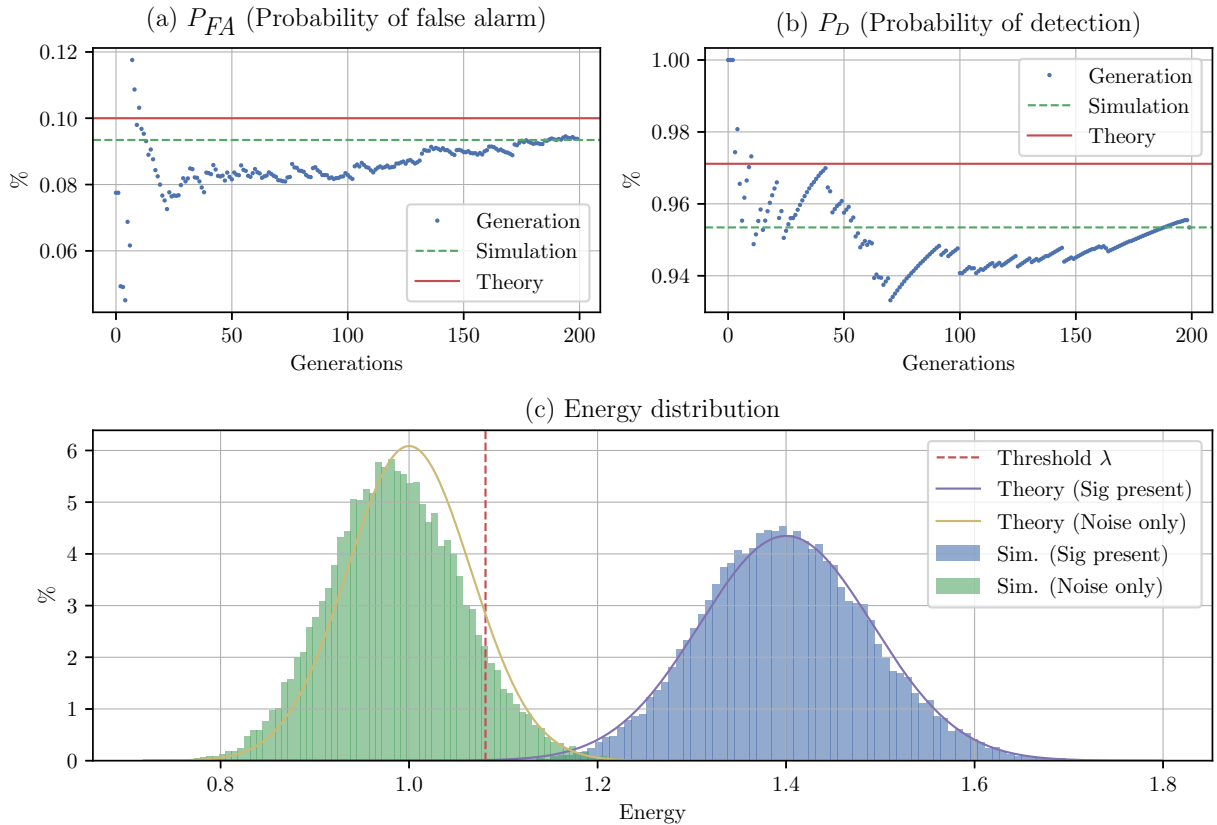 (a) P_FA (Probability of false alarm)
0.12
0.10
0.08
0.06
%
0
50
100
150
200
Generations
Generation
Simulation
Theory
(b) P_D (Probability of detection)
1.00
0.98
0.96
0.94
%
0
50
100
150
200
Generations
Generation
Simulation
Theory
(c) Energy distribution
6
5
4
3
2
1
0
%
0.8
1.0
1.2
1.4
1.6
1.8
Energy
Threshold λ
Theory (Sig present)
Theory (Noise only)
Sim. (Sig present)
Sim. (Noise only)